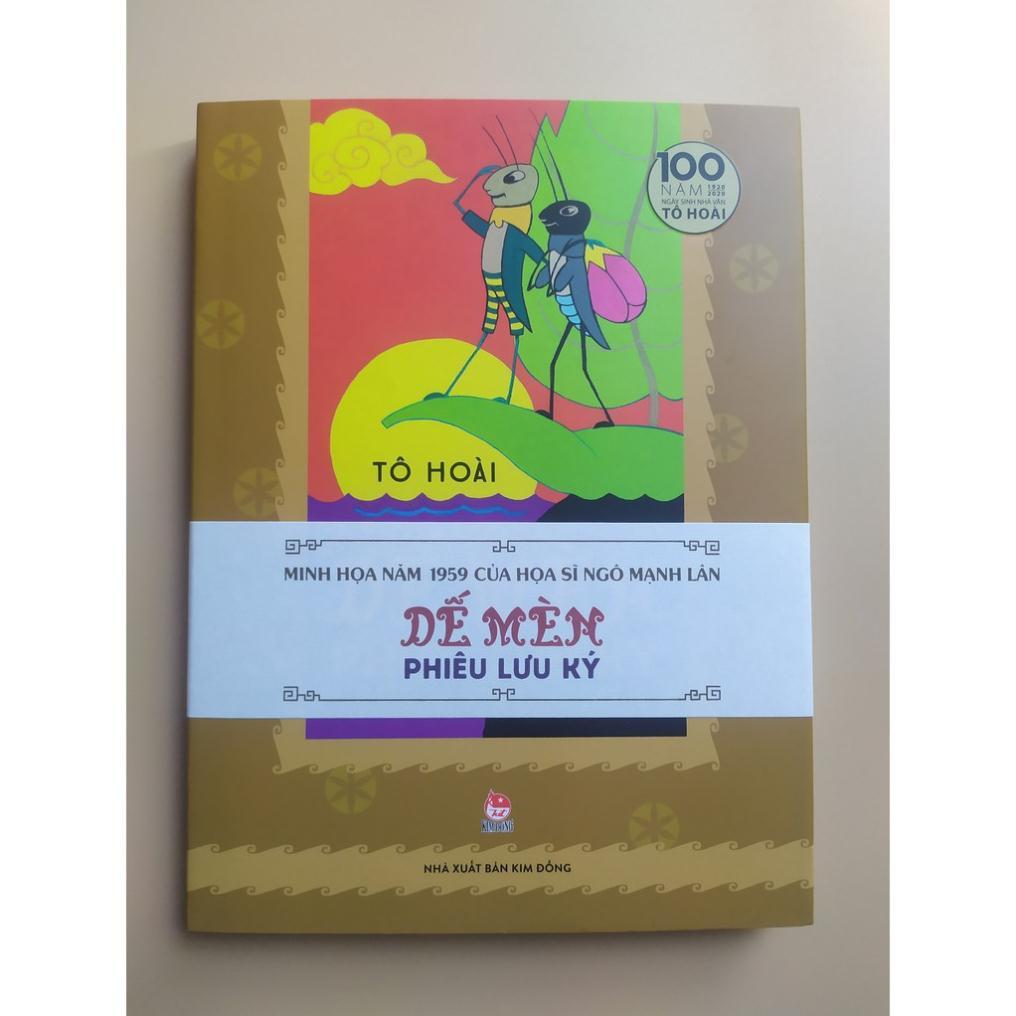 100
NĂM 1920 2020
NGÀY SINH NHÀ VĂN
TÔ HOÀI
TÔ HOÀI
MINH HỌA NĂM 1959 CỦA HỌA SĨ NGÔ MẠNH LÂN
DẾ MÈN
PHIÊU LƯU KÝ
KIM ĐỒNG
NHÀ XUẤT BẢN KIM ĐỒNG